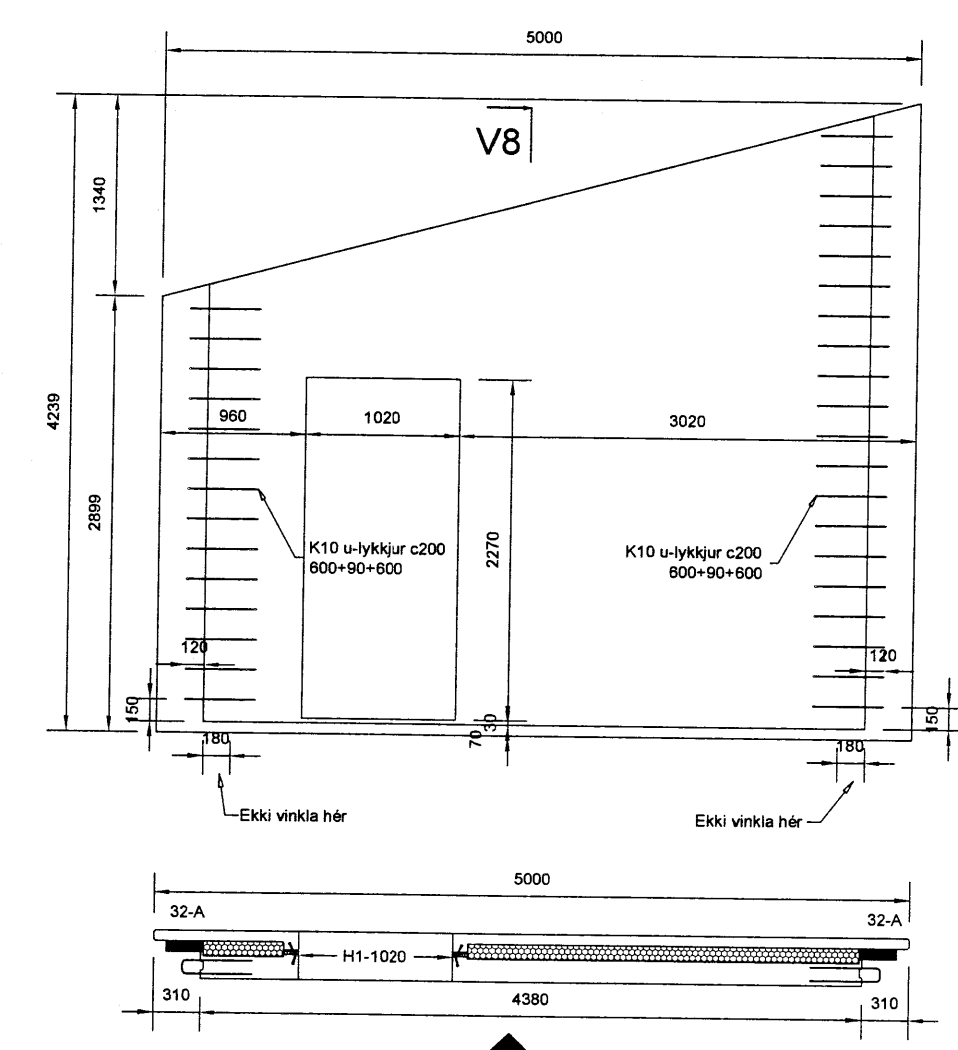 5000
V8
1340
4239
2899
960
1020
3020
K10 u-lykkjur c200
600+90+600
2270
K10 u-lykkjur c200
600+90+600
120
120
150
180
70
30
180
150
Ekki vinkla hér
Ekki vinkla hér
5000
32-A
32-A
H1-1020
310
4380
310